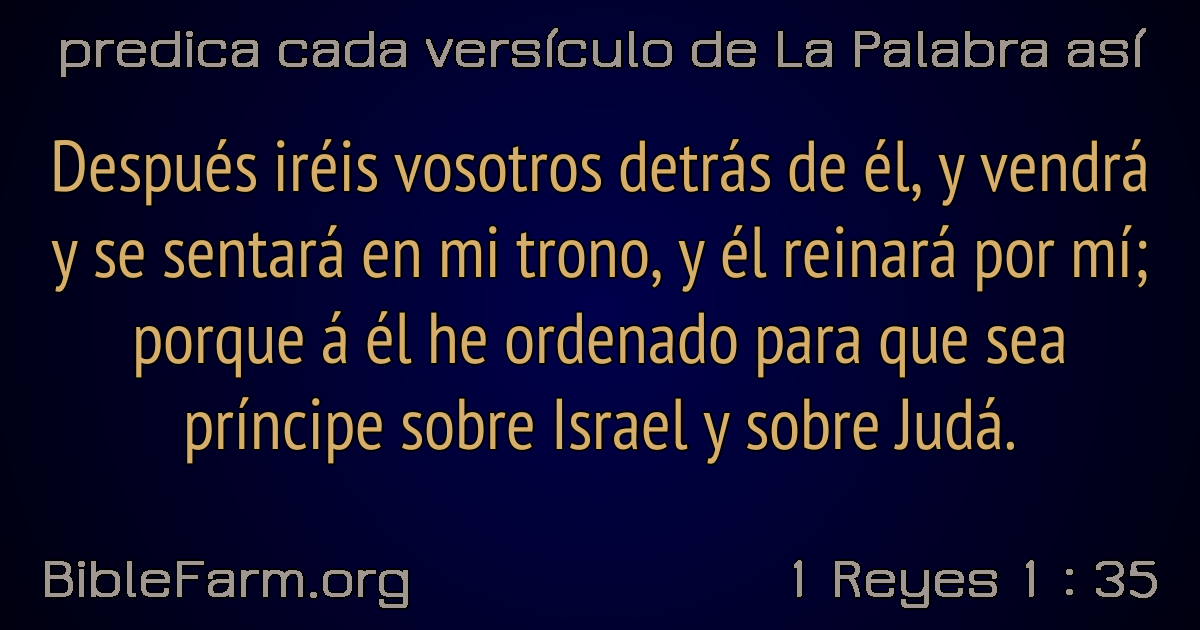 predica cada versículo de La Palabra así
Después iréis vosotros detrás de él, y vendrá
y se sentará en mi trono, y él reinará por mí;
porque á él he ordenado para que sea
príncipe sobre Israel y sobre Judá.
BibleFarm.org
1 Reyes 1 : 35